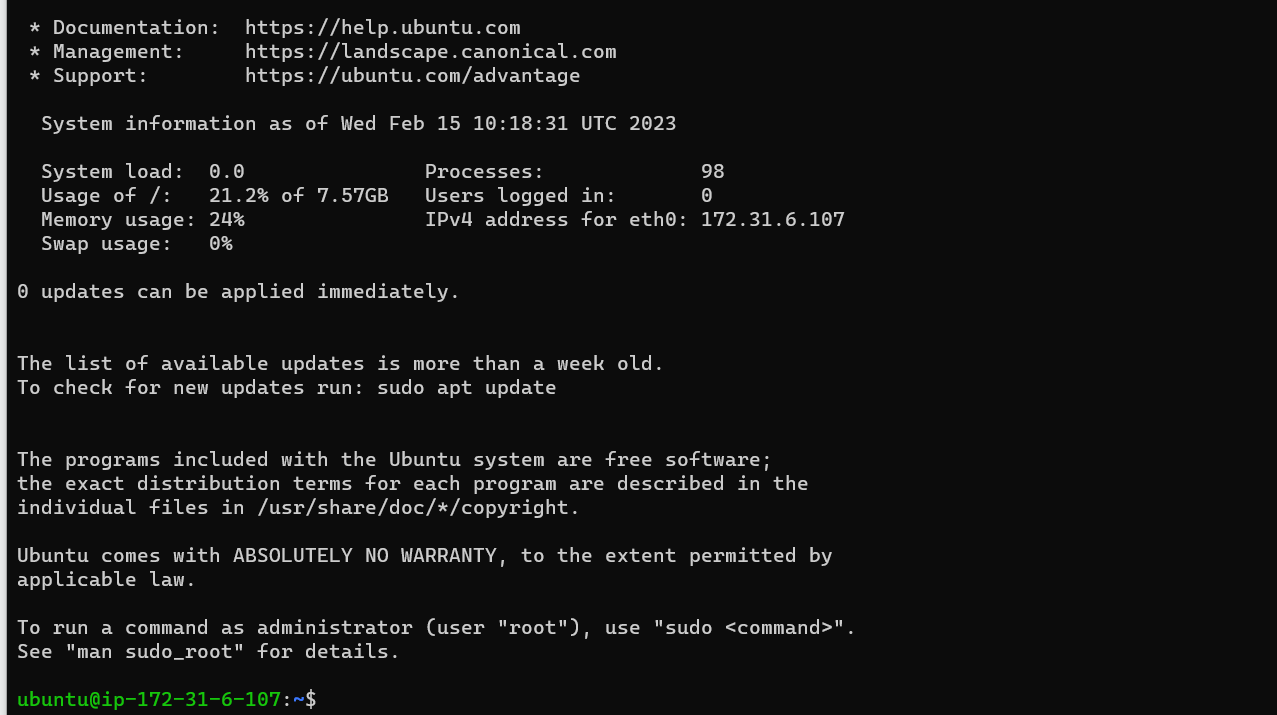 * Documentation:  https://help.ubuntu.com
* Management:     https://landscape.canonical.com
* Support:        https://ubuntu.com/advantage
System information as of Wed Feb 15 10:18:31 UTC 2023
System load:  0.0               Processes:             98
Usage of /:   21.2% of 7.57GB   Users logged in:       0
Memory usage: 24%               IPv4 address for eth0: 172.31.6.107
Swap usage:   0%
0 updates can be applied immediately.
The list of available updates is more than a week old.
To check for new updates run: sudo apt update
The programs included with the Ubuntu system are free software;
the exact distribution terms for each program are described in the
individual files in /usr/share/doc/*/copyright.
Ubuntu comes with ABSOLUTELY NO WARRANTY, to the extent permitted by
applicable law.
To run a command as administrator (user "root"), use "sudo <command>".
See "man sudo_root" for details.
ubuntu@ip-172-31-6-107:~$